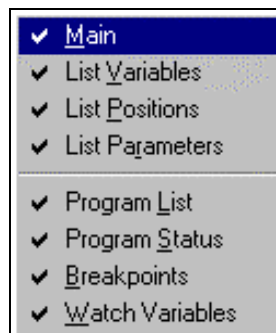 Main
List Variables
List Positions
List Parameters
Program List
Program Status
Breakpoints
Watch Variables